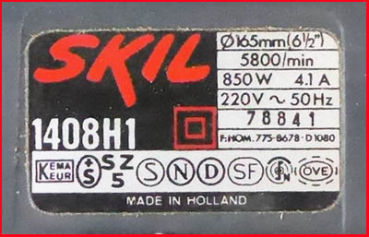 SKIL
Ø165mm(6½")
5800/min
850W 4.1A
220V ~ 50Hz
78841
1408H1
F:HOM.775-8678-D1080
KEMA
KEUR
+
S
SZ
5
S
N
D
SF
N
ÖVE
MADE IN HOLLAND